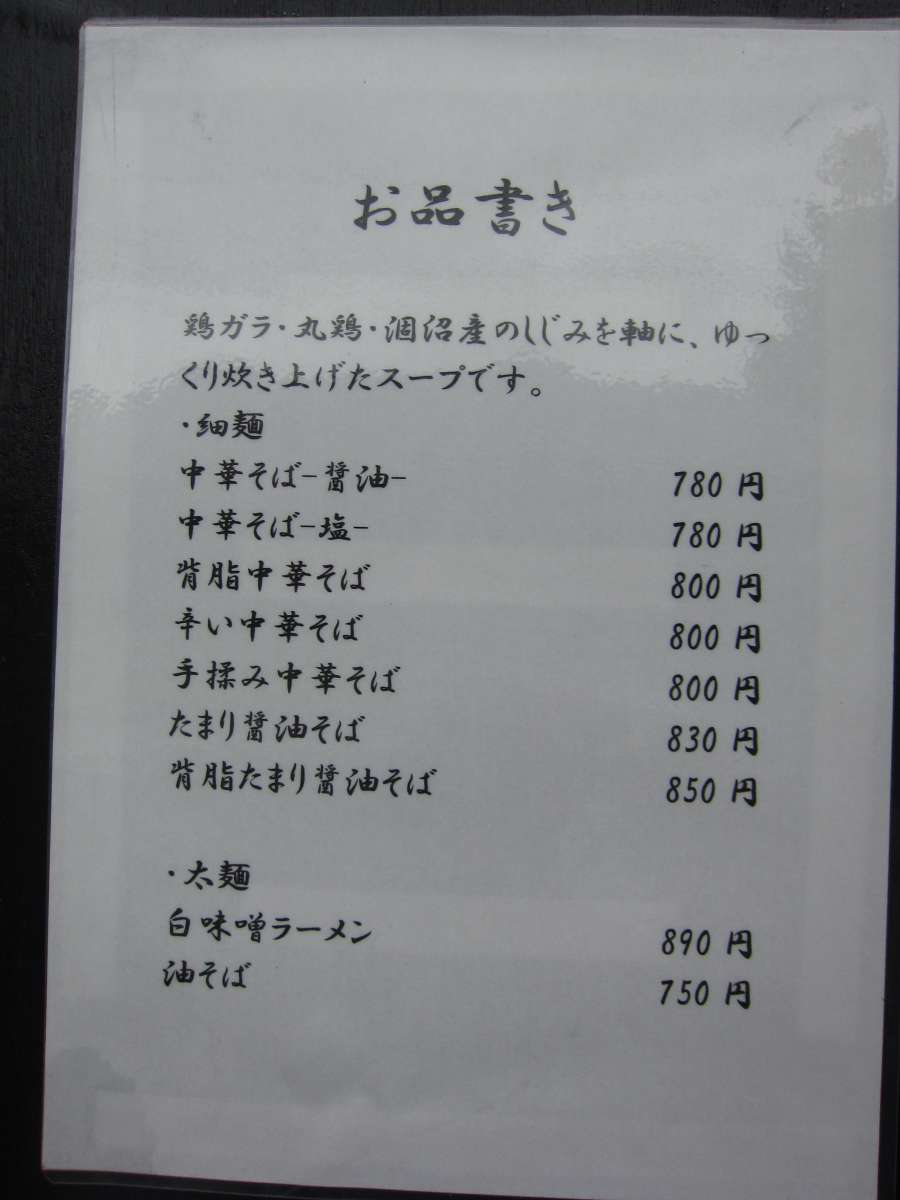 お品書き
鶏ガラ・丸鶏・涸沼産のしじみを軸に、ゆっ
くり炊き上げたスープです。
・細麺
中華そば-醤油- 780 円
中華そば-塩- 780 円
背脂中華そば 800 円
辛い中華そば 800 円
手揉み中華そば 800 円
たまり醤油そば 830 円
背脂たまり醤油そば 850 円
・太麺
白味噌ラーメン 890 円
油そば 750 円